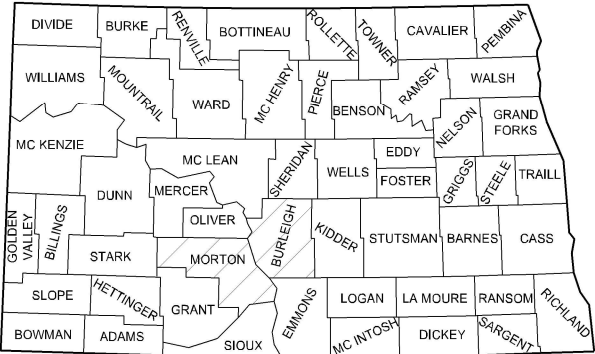 DIVIDE
BURKE
RENVILLE
BOTTINEAU
ROLLETTE
TOWNER
CAVALIER
PEMBINA
WILLIAMS
MOUNTRAIL
WARD
MC HENRY
PIERCE
BENSON
RAMSEY
WALSH
MC KENZIE
NELSON
GRAND
FORKS
MC LEAN
SHERIDAN
WELLS
EDDY
FOSTER
GRIGGS
STEELE
TRAILL
DUNN
MERCER
OLIVER
GOLDEN
VALLEY
BILLINGS
STARK
MORTON
BURLEIGH
KIDDER
STUTSMAN
BARNES
CASS
SLOPE
HETTINGER
GRANT
EMMONS
LOGAN
LA MOURE
RANSOM
RICHLAND
BOWMAN
ADAMS
SIOUX
MC INTOSH
DICKEY
SARGENT